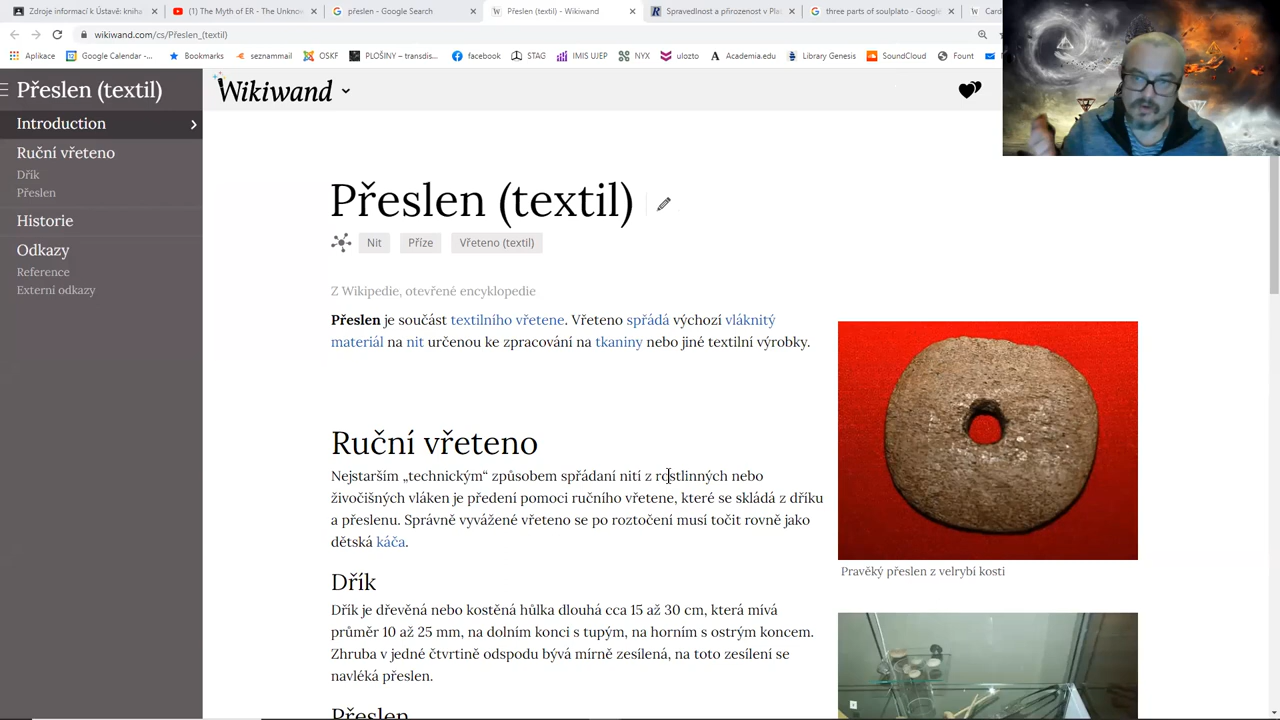 Zdroje informací k Ústavě: kniha
(1) The Myth of ER - The Unknow
přeslen - Google Search
Přeslen (textil) - Wikiwand
Spravedlnost a přirozenost v Pla
three parts of soulplato - Google
Card
wikiwand.com/cs/Přeslen_(textil)
Aplikace
Google Calendar -...
Bookmarks
seznammail
OSKF
PLOŠINY – transdis...
facebook
STAG
IMIS UJEP
NYX
ulozto
Academia.edu
Library Genesis
SoundCloud
Fount
Přeslen (textil)
Introduction
Ruční vřeteno
Dřík
Přeslen
Historie
Odkazy
Reference
Externí odkazy
Wikiwand
Přeslen (textil)
Nit
Příze
Vřeteno (textil)
Z Wikipedie, otevřené encyklopedie
Přeslen je součást textilního vřetene. Vřeteno spřádá výchozí vláknitý
materiál na nit určenou ke zpracování na tkaniny nebo jiné textilní výrobky.
Ruční vřeteno
Nejstarším „technickým“ způsobem spřádaní nití z rostlinných nebo
živočišných vláken je předení pomoci ručního vřetene, které se skládá z dříku
a přeslenu. Správně vyvážené vřeteno se po roztočení musí točit rovně jako
dětská káča.
Pravěký přeslen z velrybí kosti
Dřík
Dřík je dřevěná nebo kostěná hůlka dlouhá cca 15 až 30 cm, která mívá
průměr 10 až 25 mm, na dolním konci s tupým, na horním s ostrým koncem.
Zhruba v jedné čtvrtině odspodu bývá mírně zesílená, na toto zesílení se
navléká přeslen.
Přeslen